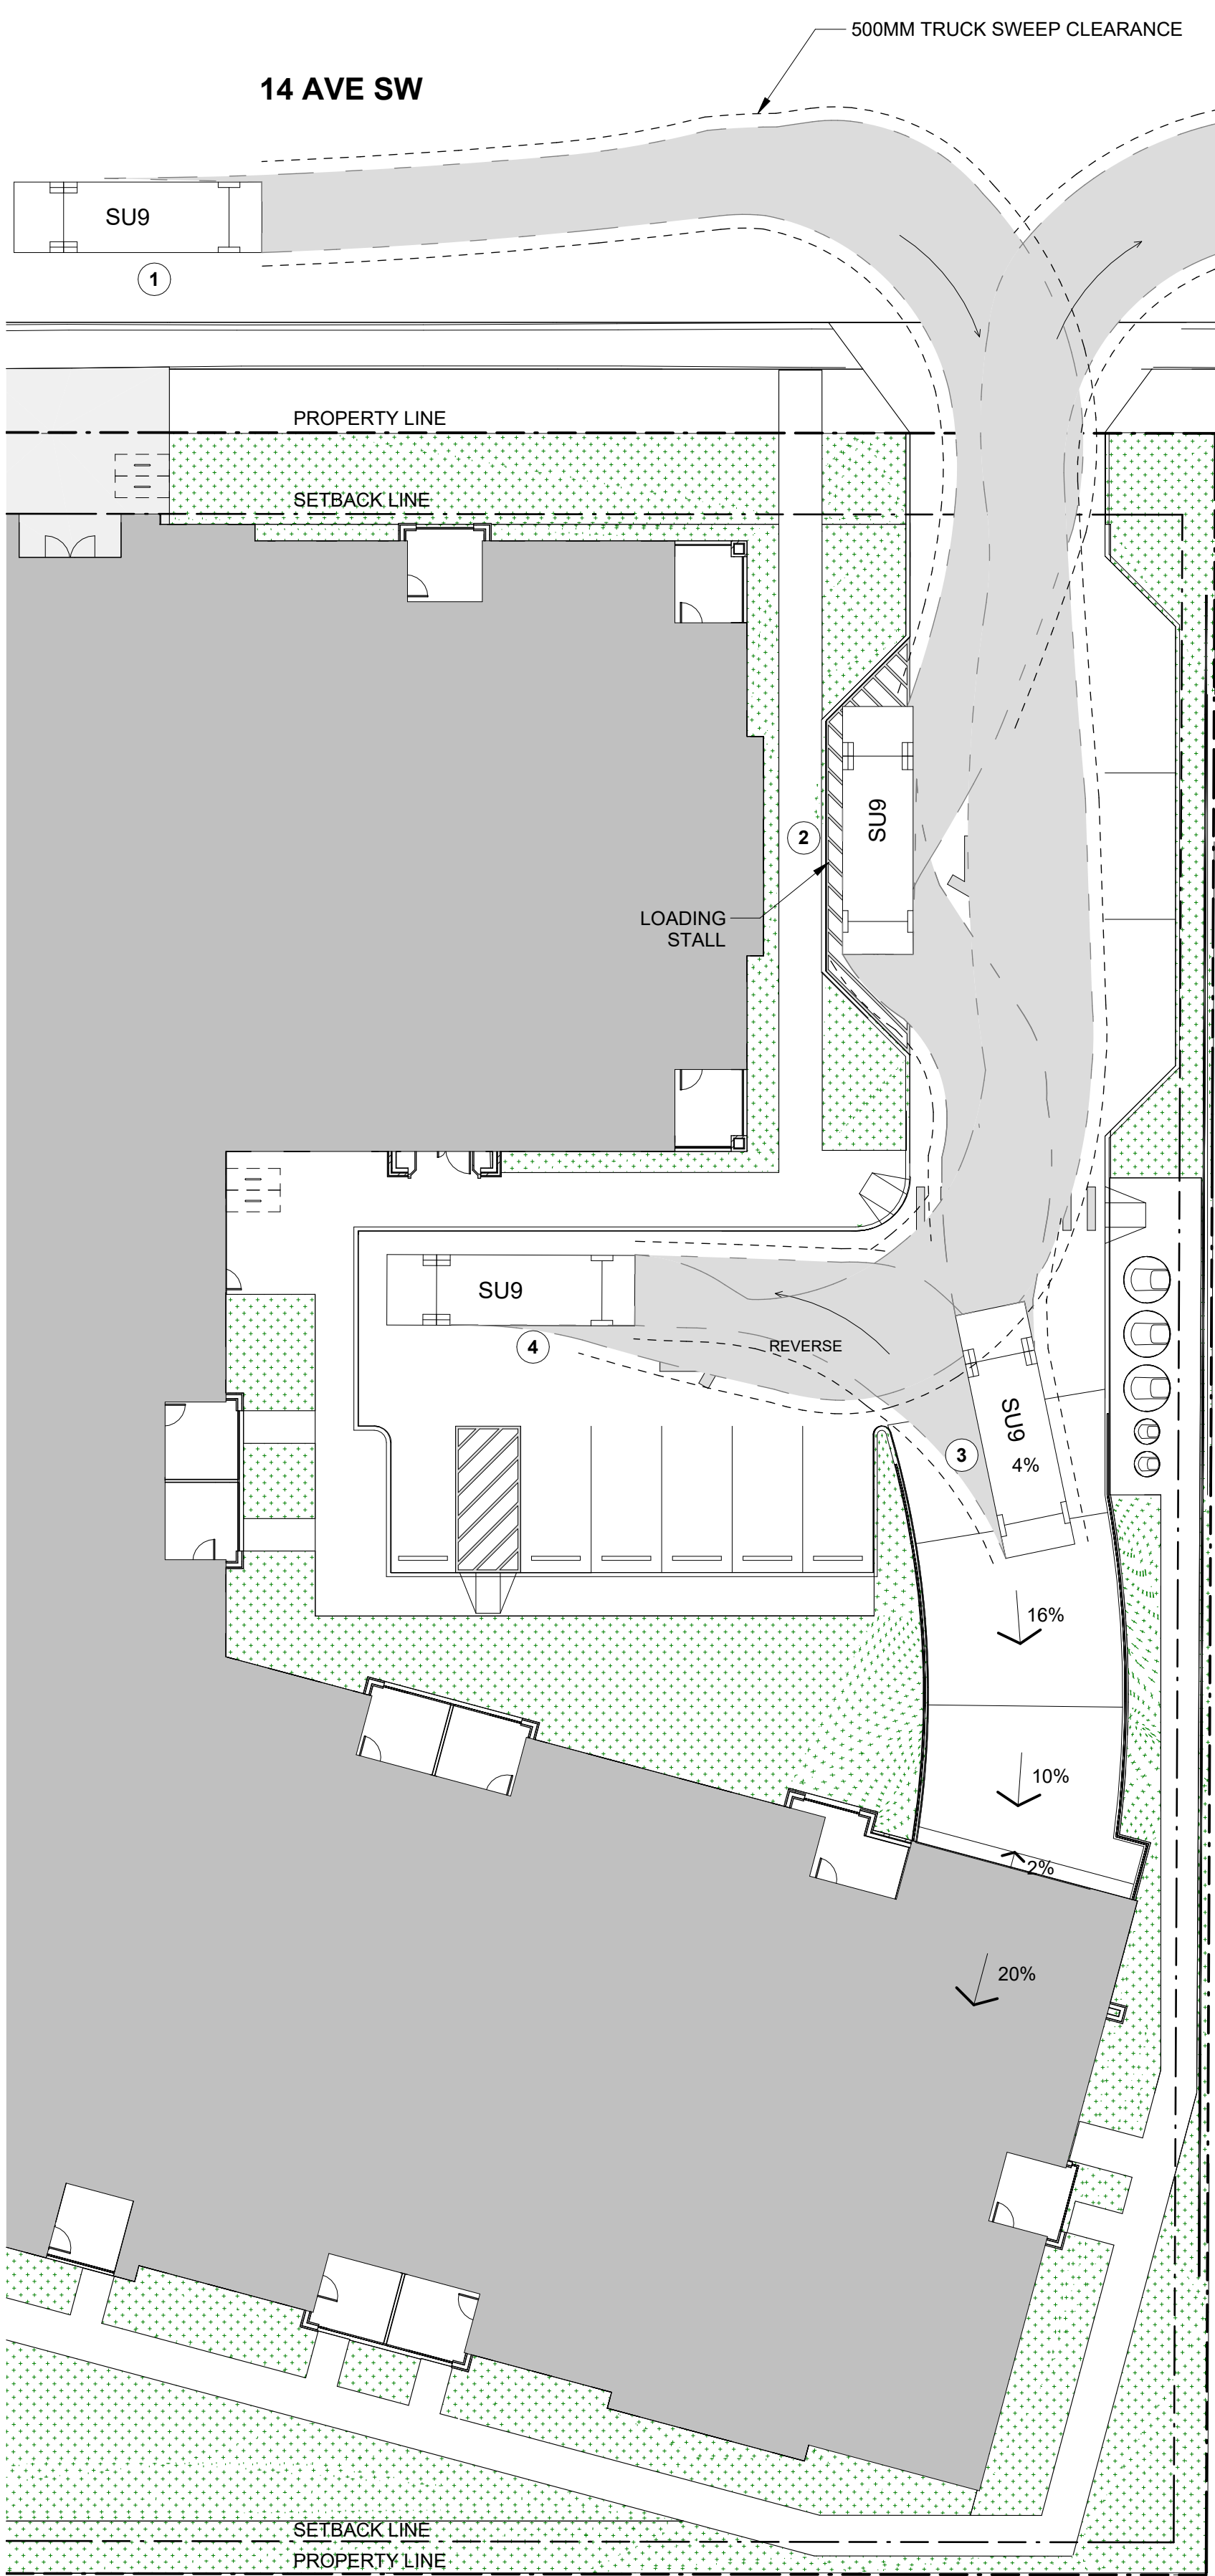 500MM TRUCK SWEEP CLEARANCE
14 AVE SW
SU9
1
PROPERTY LINE
SETBACK LINE
SU9
2
LOADING
STALL
SU9
4
REVERSE
SU9
4%
3
16%
10%
2%
20%
SETBACK LINE
PROPERTY LINE